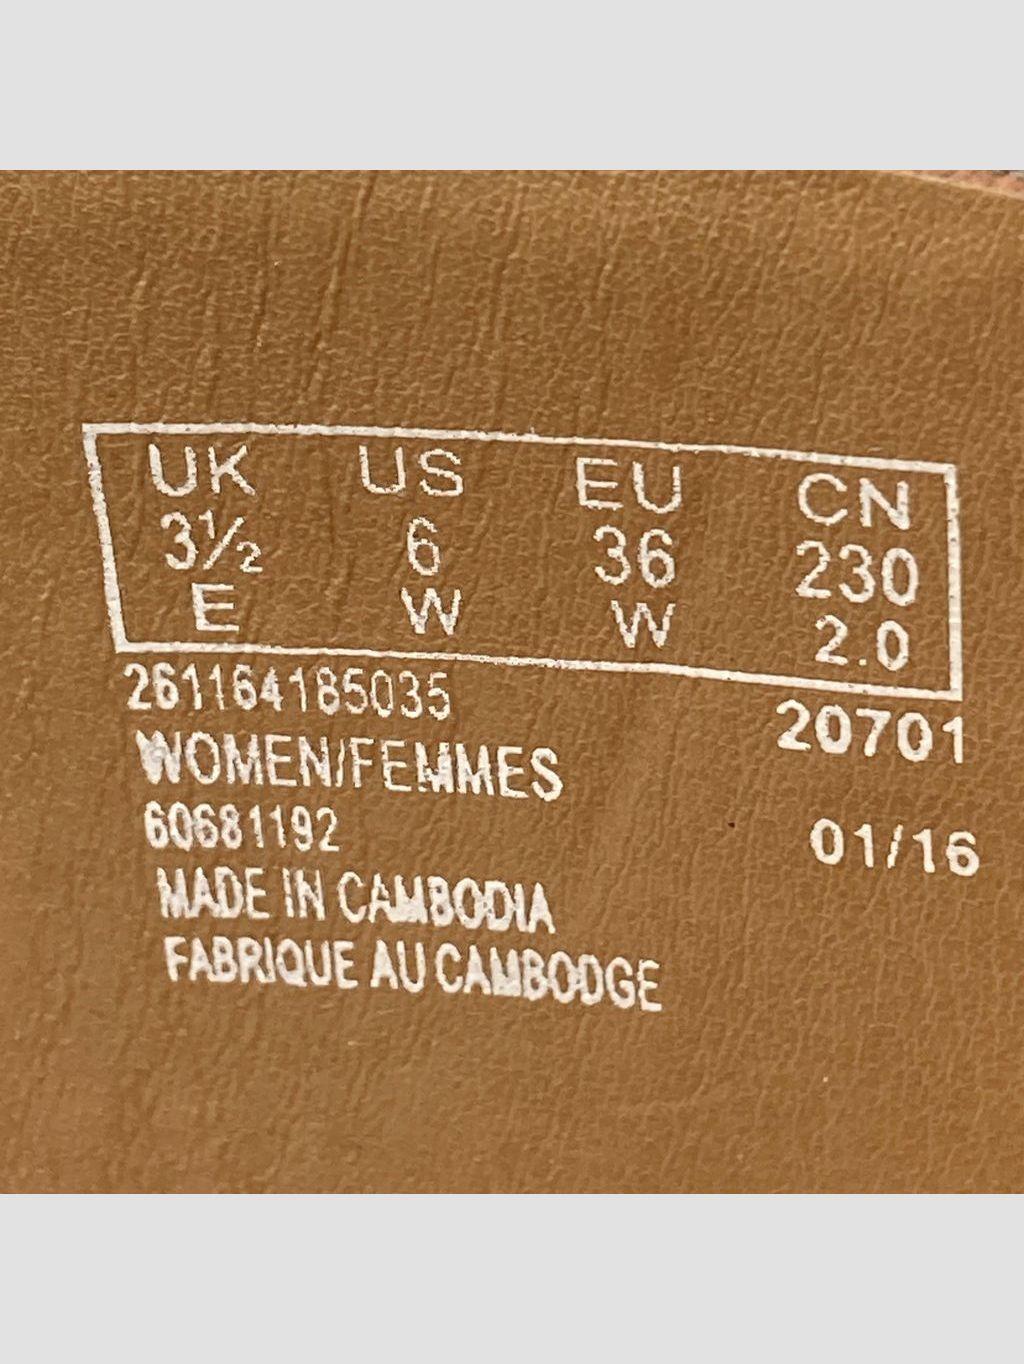 UK US EU CN
3½ 6 36 230
E W W 2.0
261164185035 20701
WOMEN/FEMMES
60681192 01/16
MADE IN CAMBODIA
FABRIQUE AU CAMBODGE